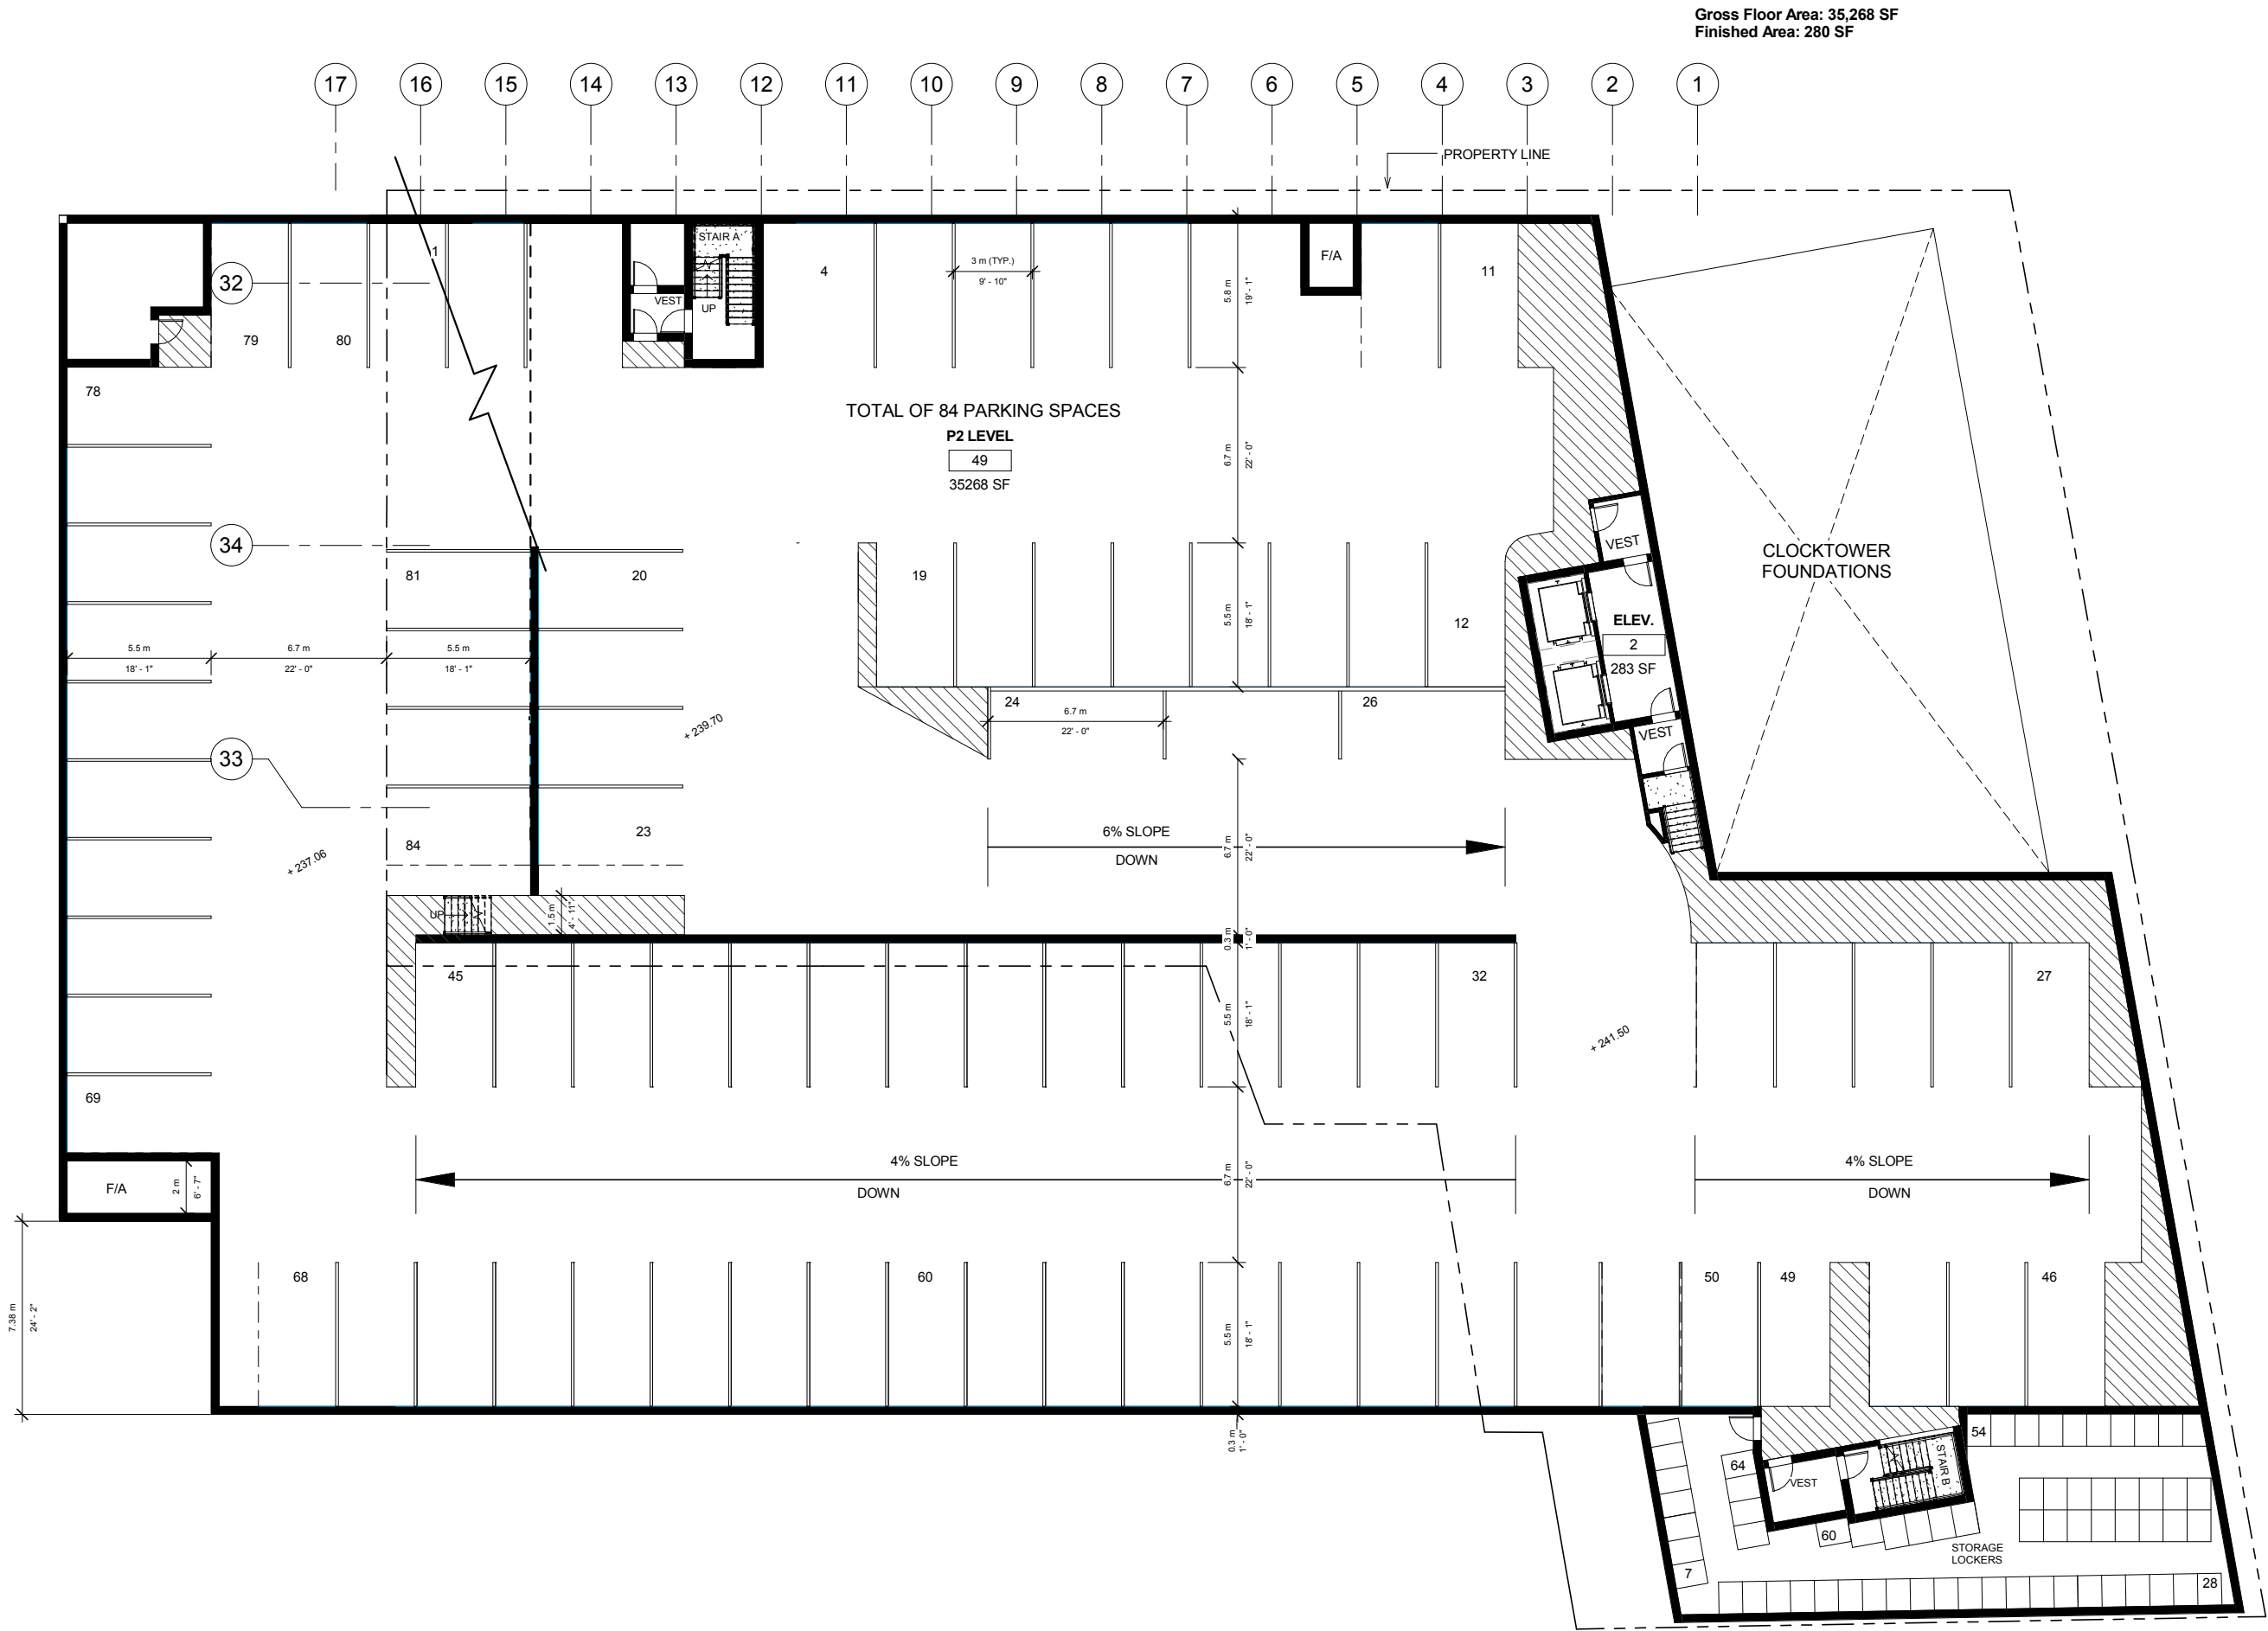 Gross Floor Area: 35,268 SF
Finished Area: 280 SF
17 16 15 14 13 12 11 10 9 8 7 6 5 4 3 2 1
PROPERTY LINE
STAIR A
1
4
3 m (TYP.)
9' - 10"
F/A
11
5.8 m
19' - 1"
32
VEST
UP
79
80
78
TOTAL OF 84 PARKING SPACES
P2 LEVEL
49
35268 SF
6.7 m
22' - 0"
34
81
20
19
12
5.5 m
18' - 1"
VEST
CLOCKTOWER
FOUNDATIONS
ELEV.
2
283 SF
5.5 m
18' - 1"
6.7 m
22' - 0"
5.5 m
18' - 1"
24
26
6.7 m
22' - 0"
+ 239.70
VEST
33
84
23
+ 237.06
6% SLOPE
DOWN
6.7 m
22' - 0"
UP
1.5 m
4' - 11"
0.3 m
1' - 0"
45
32
27
5.5 m
18' - 1"
+ 241.50
69
4% SLOPE
DOWN
6.7 m
22' - 0"
4% SLOPE
DOWN
F/A
2 m
6' - 7"
68
60
50
49
46
7.38 m
24' - 2"
5.5 m
18' - 1"
0.3 m
1' - 0"
54
64
VEST
STAIR B
60
STORAGE
LOCKERS
7
28